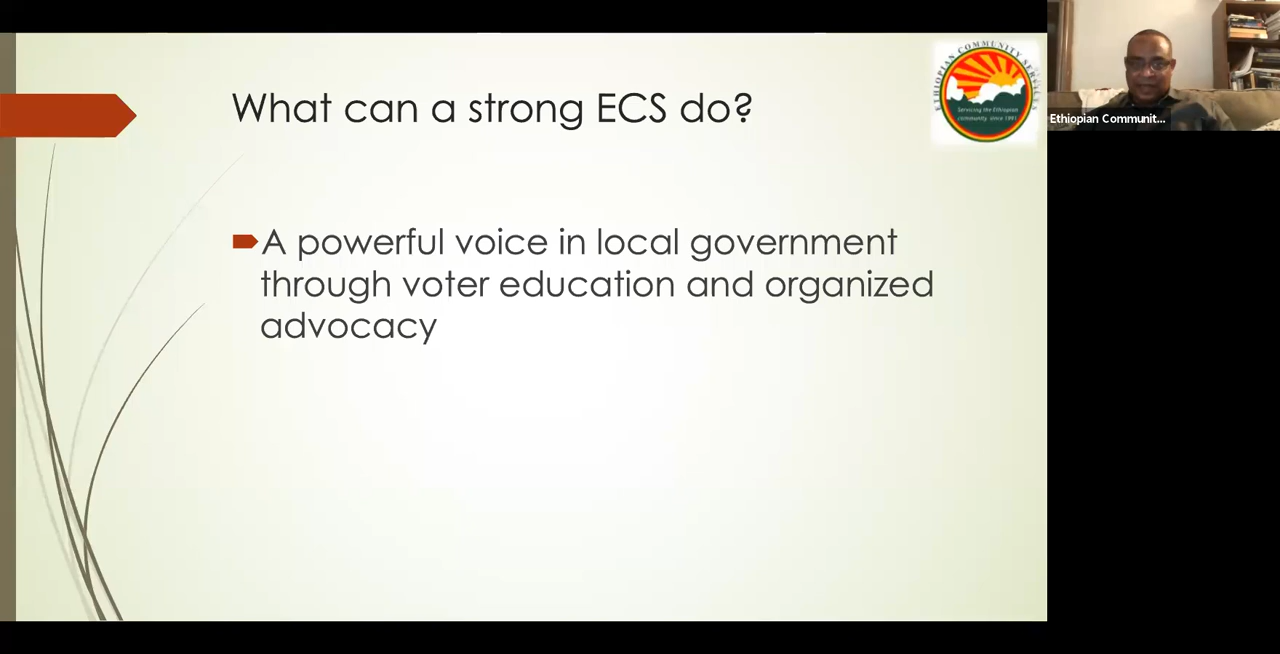 What can a strong ECS do?
ETHIOPIAN COMMUNITY SERVICES
Servicing the Ethiopian
community since 1991
Ethiopian Communit...
A powerful voice in local government
through voter education and organized
advocacy